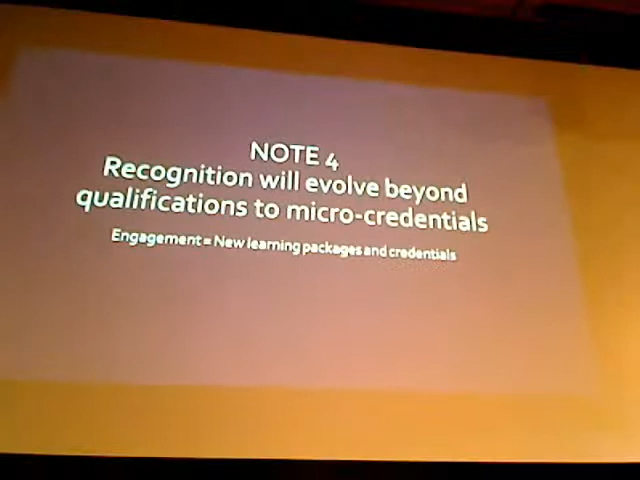 NOTE 4
Recognition will evolve beyond
qualifications to micro-credentials
Engagement = New learning packages and credentials